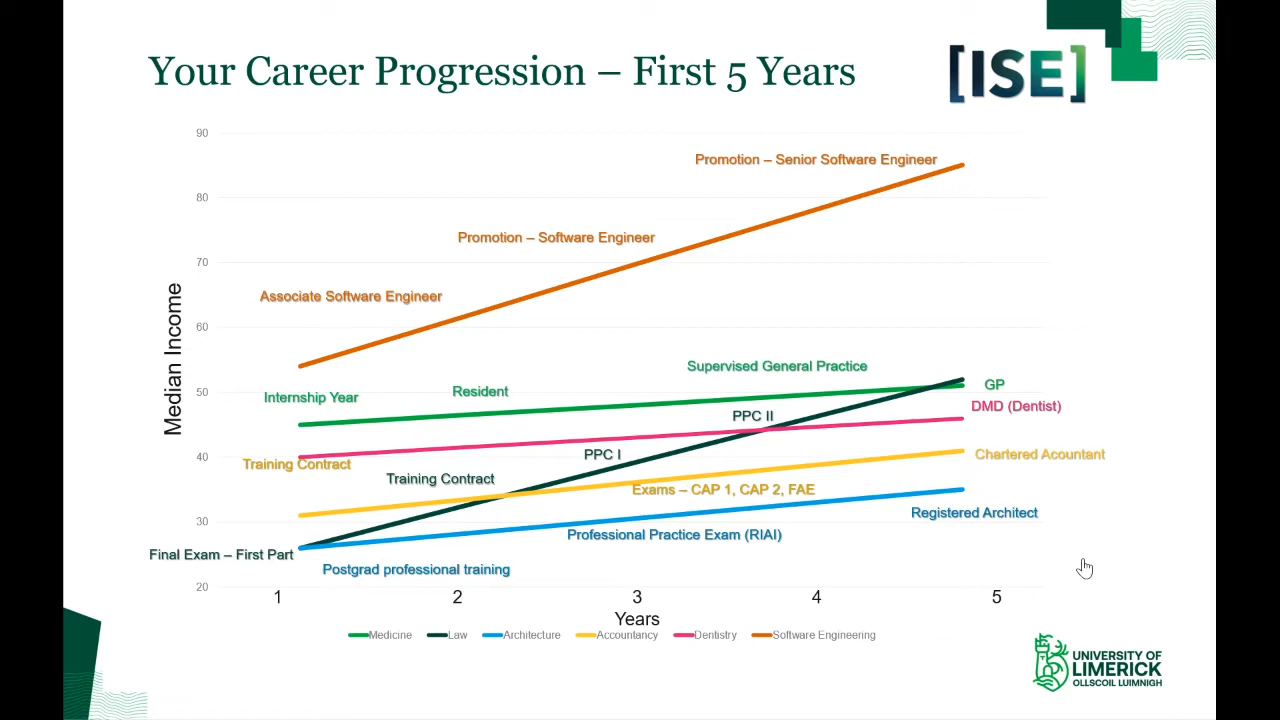 Your Career Progression – First 5 Years
[ISE]
90
Promotion – Senior Software Engineer
80
Promotion – Software Engineer
70
Associate Software Engineer
60
Median Income
Supervised General Practice
50
Internship Year
Resident
GP
DMD (Dentist)
PPC II
40
Training Contract
PPC I
Chartered Acountant
Training Contract
Exams – CAP 1, CAP 2, FAE
30
Registered Architect
Professional Practice Exam (RIAI)
Final Exam – First Part
Postgrad professional training
20
1 2 3 4 5
Years
Medicine Law Architecture Accountancy Dentistry Software Engineering
UNIVERSITY OF
LIMERICK
OLLSCOIL LUIMNIGH